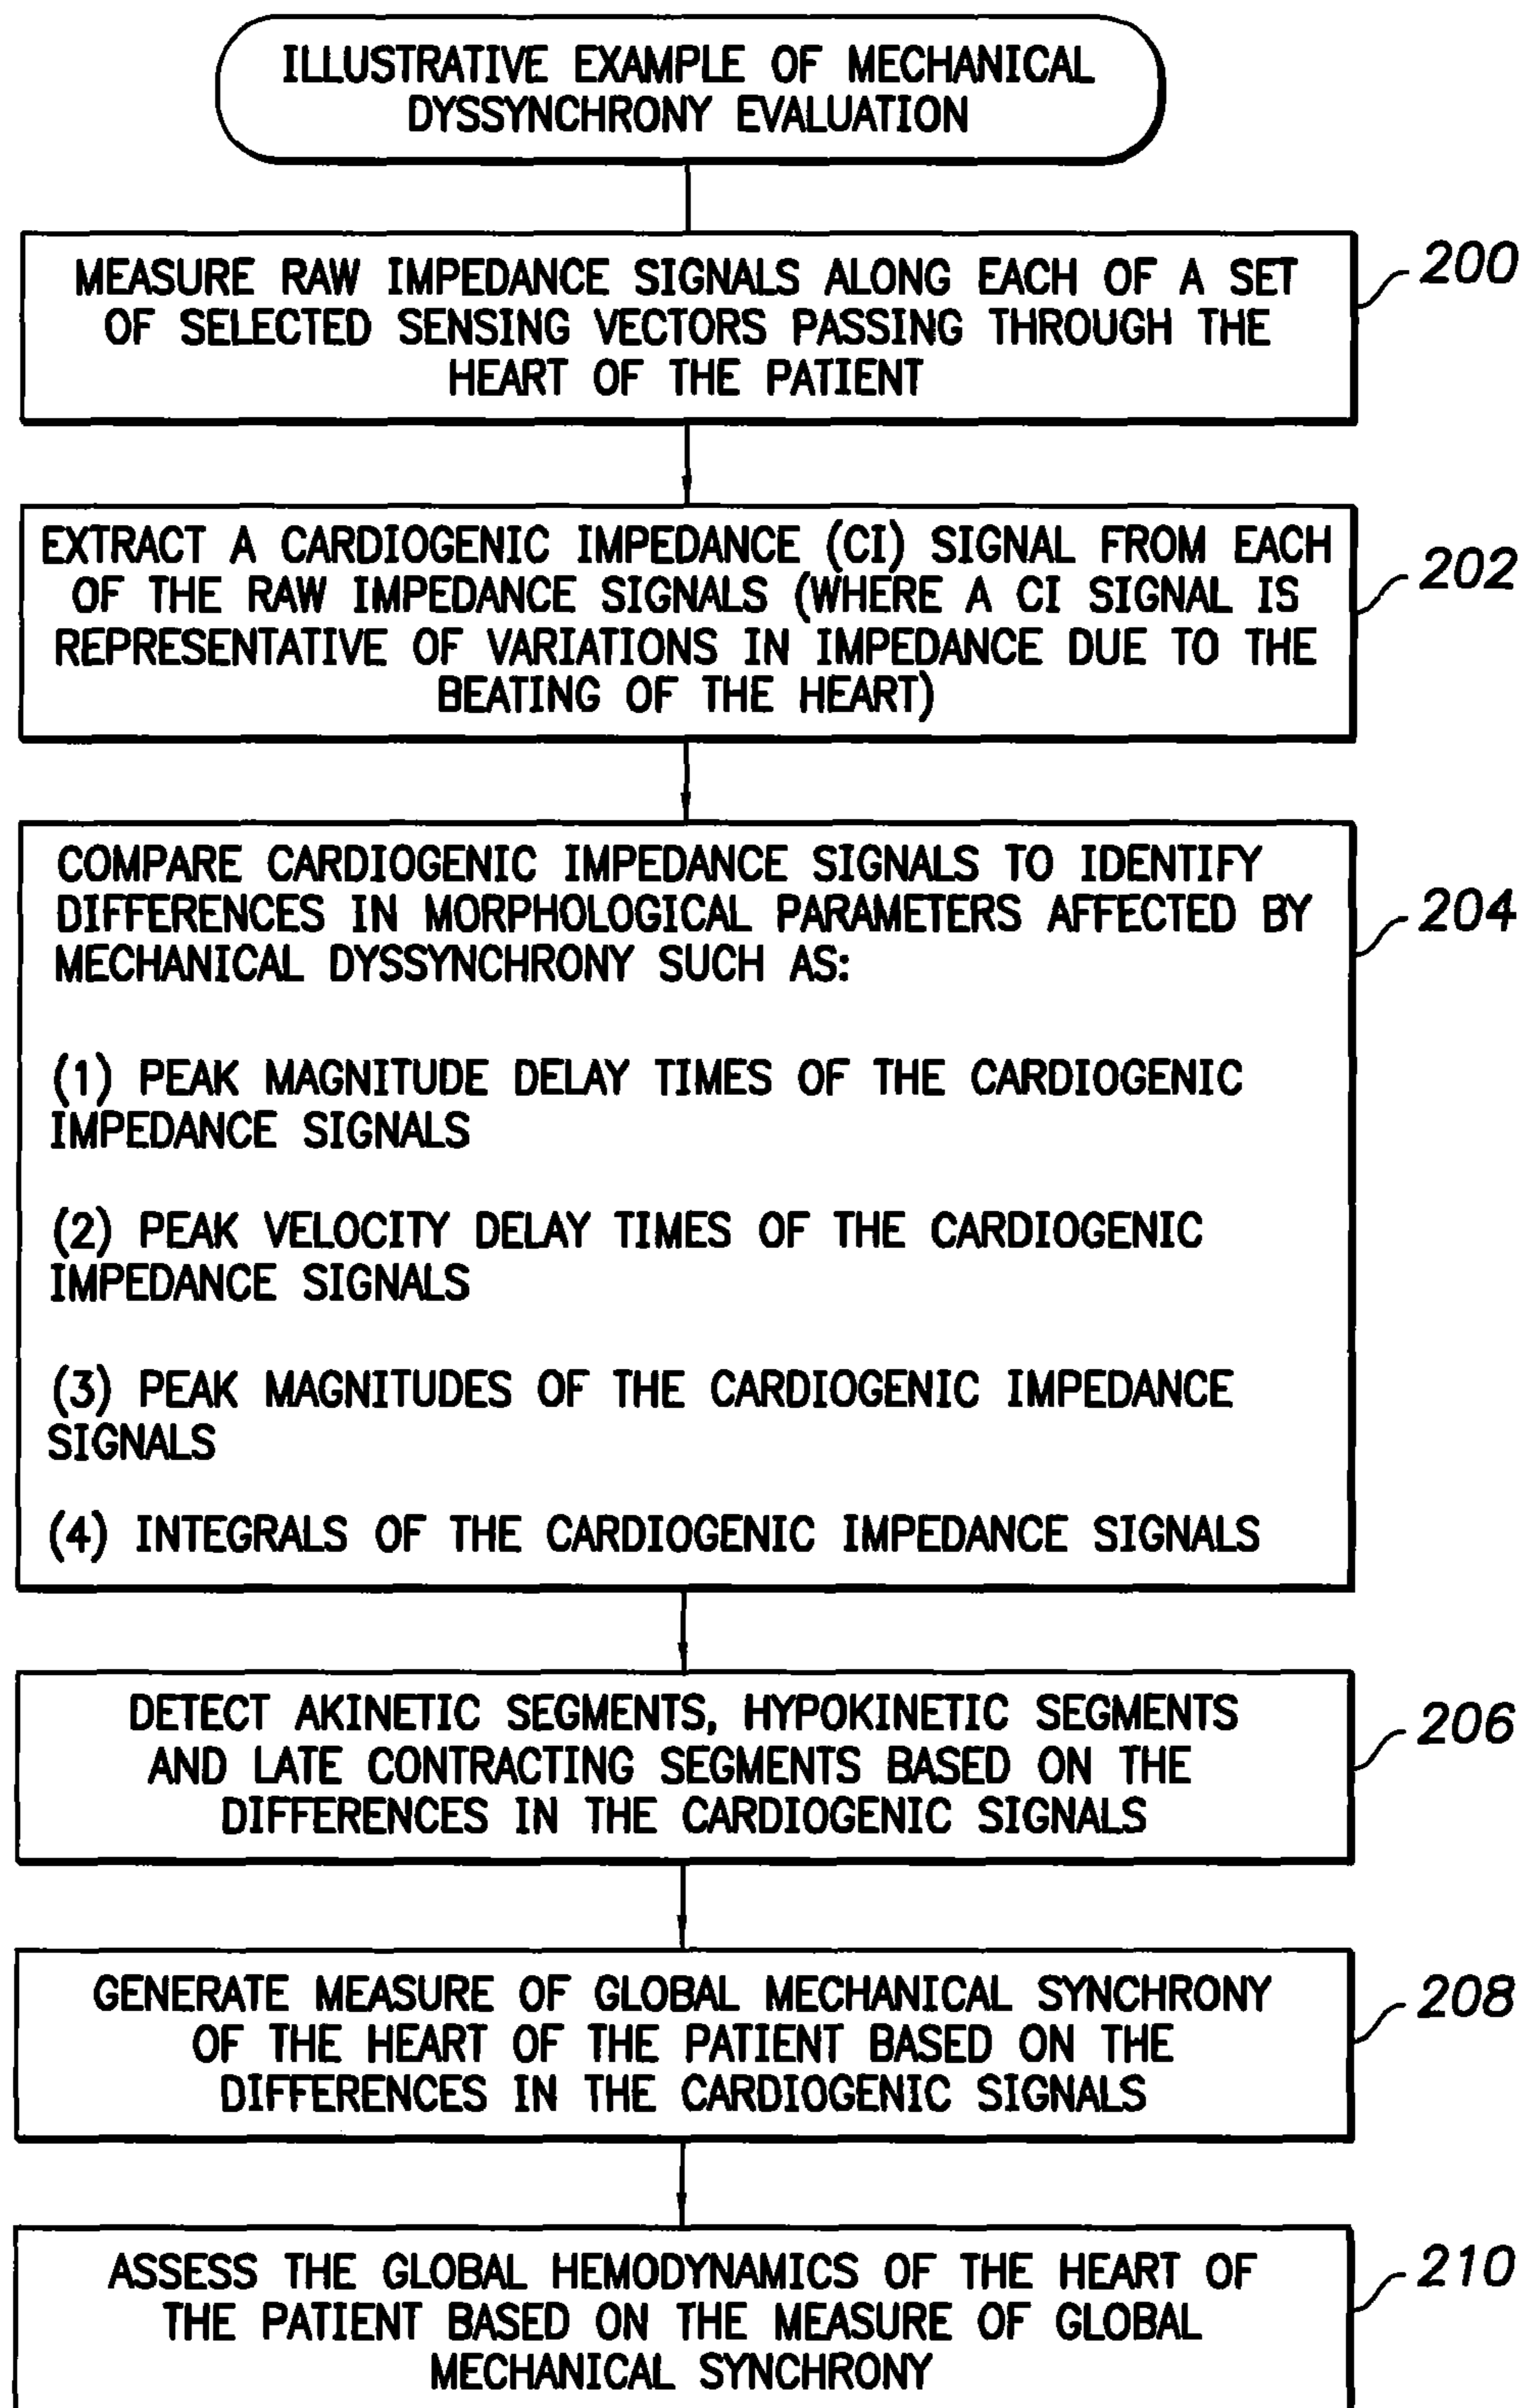 ILLUSTRATIVE EXAMPLE OF MECHANICAL
DYSSYNCHRONY EVALUATION
MEASURE RAW IMPEDANCE SIGNALS ALONG EACH OF A SET
OF SELECTED SENSING VECTORS PASSING THROUGH THE
HEART OF THE PATIENT
200
EXTRACT A CARDIOGENIC IMPEDANCE (CI) SIGNAL FROM EACH
OF THE RAW IMPEDANCE SIGNALS (WHERE A CI SIGNAL IS
REPRESENTATIVE OF VARIATIONS IN IMPEDANCE DUE TO THE
BEATING OF THE HEART)
202
COMPARE CARDIOGENIC IMPEDANCE SIGNALS TO IDENTIFY
DIFFERENCES IN MORPHOLOGICAL PARAMETERS AFFECTED BY
MECHANICAL DYSSYNCHRONY SUCH AS:
204
(1) PEAK MAGNITUDE DELAY TIMES OF THE CARDIOGENIC
IMPEDANCE SIGNALS
(2) PEAK VELOCITY DELAY TIMES OF THE CARDIOGENIC
IMPEDANCE SIGNALS
(3) PEAK MAGNITUDES OF THE CARDIOGENIC IMPEDANCE
SIGNALS
(4) INTEGRALS OF THE CARDIOGENIC IMPEDANCE SIGNALS
DETECT AKINETIC SEGMENTS, HYPOKINETIC SEGMENTS
AND LATE CONTRACTING SEGMENTS BASED ON THE
DIFFERENCES IN THE CARDIOGENIC SIGNALS
206
GENERATE MEASURE OF GLOBAL MECHANICAL SYNCHRONY
OF THE HEART OF THE PATIENT BASED ON THE
DIFFERENCES IN THE CARDIOGENIC SIGNALS
208
ASSESS THE GLOBAL HEMODYNAMICS OF THE HEART OF
THE PATIENT BASED ON THE MEASURE OF GLOBAL
MECHANICAL SYNCHRONY
210